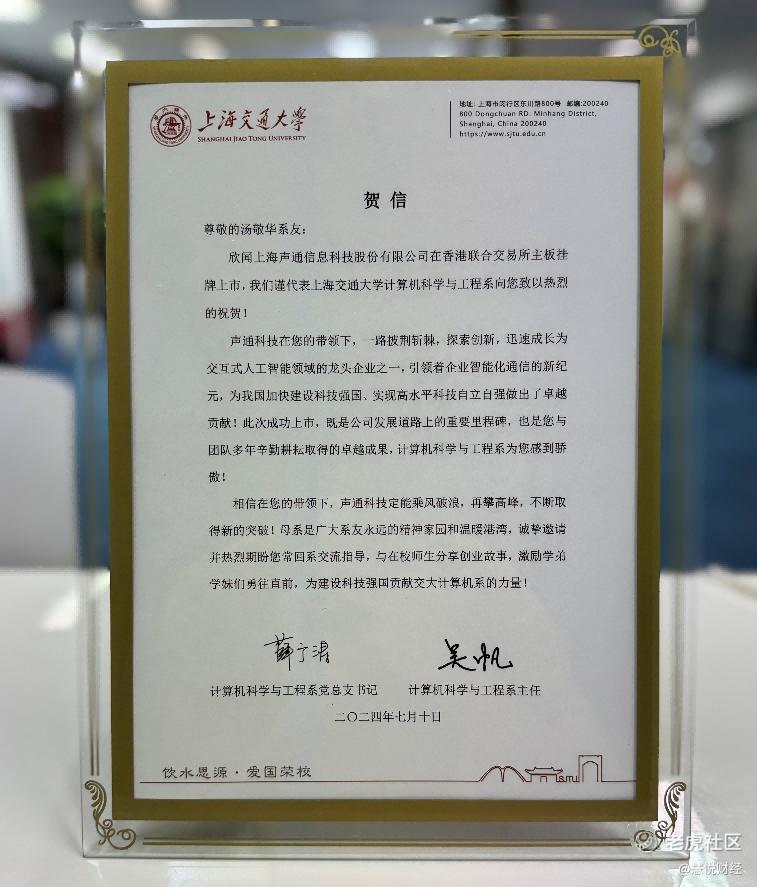 上海交通大学
SHANGHAI JIAO TONG UNIVERSITY
地址: 上海市闵行区东川路800号 邮编:200240
800 Dongchuan RD. Minhang District,
Shanghai, China 200240
https://www.sjtu.edu.cn
贺信
尊敬的汤敬华系友:
欣闻上海声通信息科技股份有限公司在香港联合交易所主板挂
牌上市，我们谨代表上海交通大学计算机科学与工程系向您致以热烈
的祝贺！
声通科技在您的带领下，一路披荆斩棘，探索创新，迅速成长为
交互式人工智能领域的龙头企业之一，引领着企业智能化通信的新纪
元，为我国加快建设科技强国、实现高水平科技自立自强做出了卓越
贡献！此次成功上市，既是公司发展道路上的重要里程碑，也是您与
团队多年辛勤耕耘取得的卓越成果，计算机科学与工程系为您感到骄
傲！
相信在您的带领下，声通科技定能乘风破浪，再攀高峰，不断取
得新的突破！母系是广大系友永远的精神家园和温暖港湾，诚挚邀请
并热烈期盼您常回系交流指导，与在校师生分享创业故事，激励学弟
学妹们勇往直前，为建设科技强国贡献交大计算机系的力量！
吴帆
计算机科学与工程系党总支书记 计算机科学与工程系主任
二〇二四年七月十日
饮水思源·爱国荣校
老虎社区
@慧悦财经